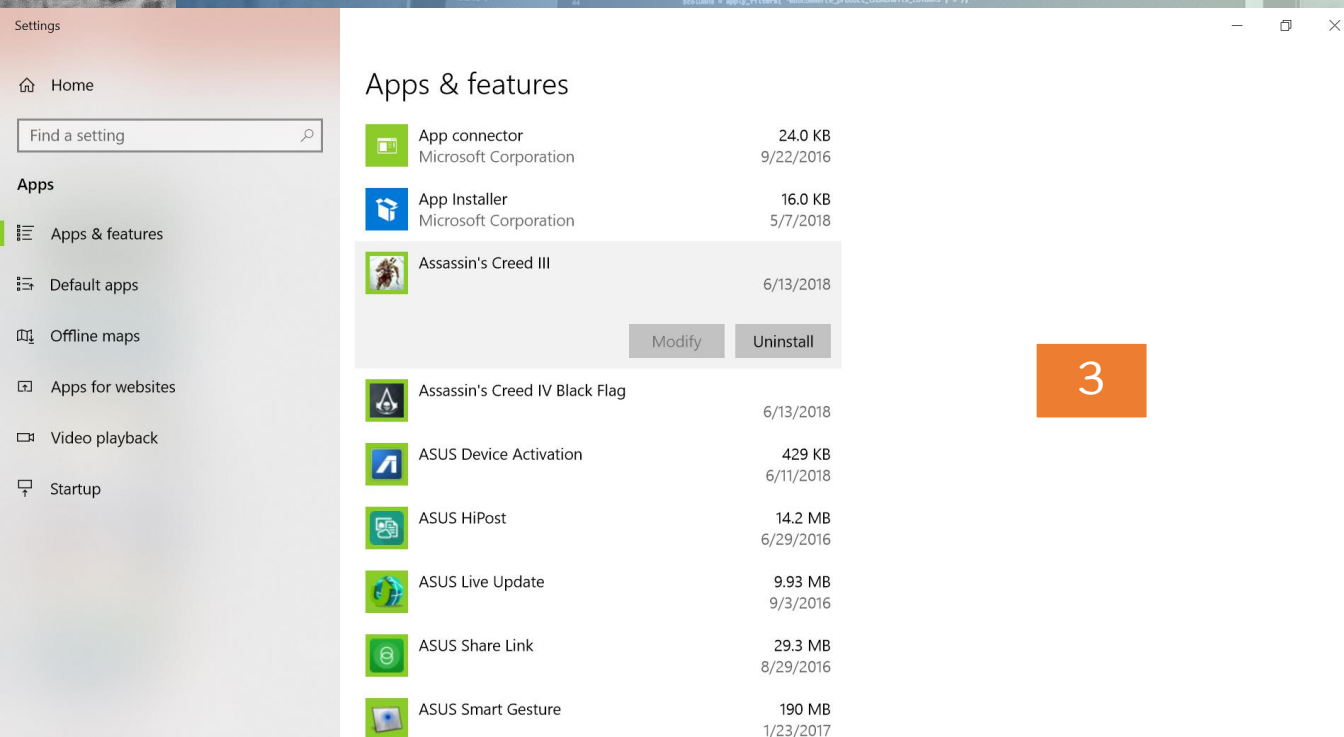 Settings
Home
Find a setting
Apps
Apps & features
Default apps
Offline maps
Apps for websites
Video playback
Startup
Apps & features
App connector 24.0 KB
Microsoft Corporation 9/22/2016
App Installer 16.0 KB
Microsoft Corporation 5/7/2018
Assassin's Creed III
6/13/2018
Modify Uninstall
Assassin's Creed IV Black Flag
6/13/2018
ASUS Device Activation 429 KB
6/11/2018
ASUS HiPost 14.2 MB
6/29/2016
ASUS Live Update 9.93 MB
9/3/2016
ASUS Share Link 29.3 MB
8/29/2016
ASUS Smart Gesture 190 MB
1/23/2017
3